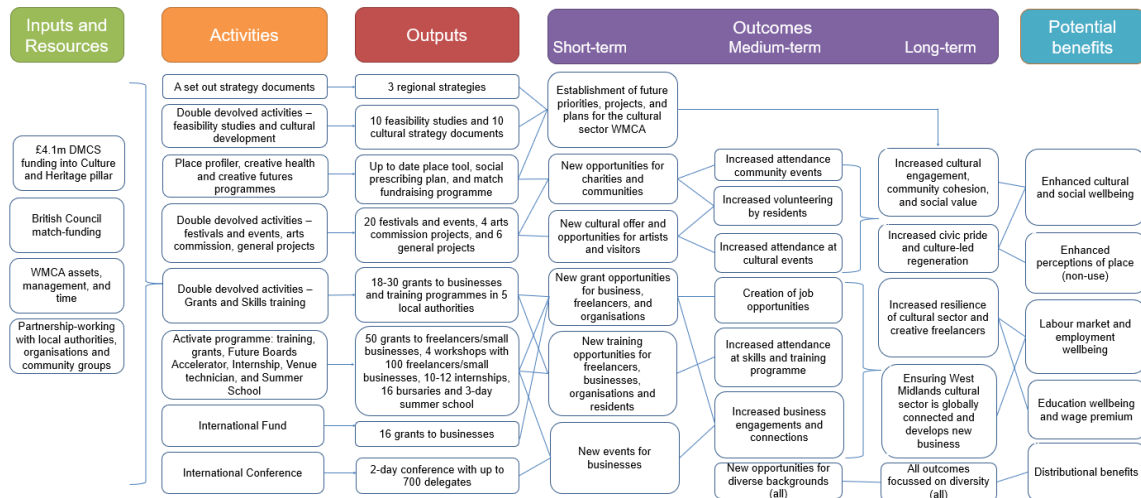 Inputs and
Resources
Activities
Outputs
Outcomes
Short-term
Medium-term
Long-term
Potential
benefits
£4.1m DMCS
funding into Culture
and Heritage pillar
British Council
match-funding
WMCA assets,
management, and
time
Partnership-working
with local authorities,
organisations and
community groups
A set out strategy documents
Double devolved activities –
feasibility studies and cultural
development
Place profiler, creative health
and creative futures
programmes
Double devolved activities –
festivals and events, arts
commission, general projects
Double devolved activities –
Grants and Skills training
Activate programme: training,
grants, Future Boards
Accelerator, Internship, Venue
technician, and Summer
School
International Fund
International Conference
3 regional strategies
10 feasibility studies and 10
cultural strategy documents
Up to date place tool, social
prescribing plan, and match
fundraising programme
20 festivals and events, 4 arts
commission projects, and 6
general projects
18-30 grants to businesses
and training programmes in 5
local authorities
50 grants to freelancers/small
businesses, 4 workshops with
100 freelancers/small
businesses, 10-12 internships,
16 bursaries and 3-day
summer school
16 grants to businesses
2-day conference with up to
700 delegates
Establishment of future
priorities, projects, and
plans for the cultural
sector WMCA
New opportunities for
charities and
communities
New cultural offer and
opportunities for artists
and visitors
New grant opportunities
for business,
freelancers, and
organisations
New training
opportunities for
freelancers,
businesses,
organisations and
residents
New events for
businesses
Increased attendance
community events
Increased volunteering
by residents
Increased attendance at
cultural events
Creation of job
opportunities
Increased attendance
at skills and training
programme
Increased business
engagements and
connections
New opportunities for
diverse backgrounds
(all)
Increased cultural
engagement,
community cohesion,
and social value
Increased civic pride
and culture-led
regeneration
Increased resilience
of cultural sector and
creative freelancers
Ensuring West
Midlands cultural
sector is globally
connected and
develops new
business
All outcomes
focussed on diversity
(all)
Enhanced cultural
and social wellbeing
Enhanced
perceptions of place
(non-use)
Labour market and
employment
wellbeing
Education wellbeing
and wage premium
Distributional benefits